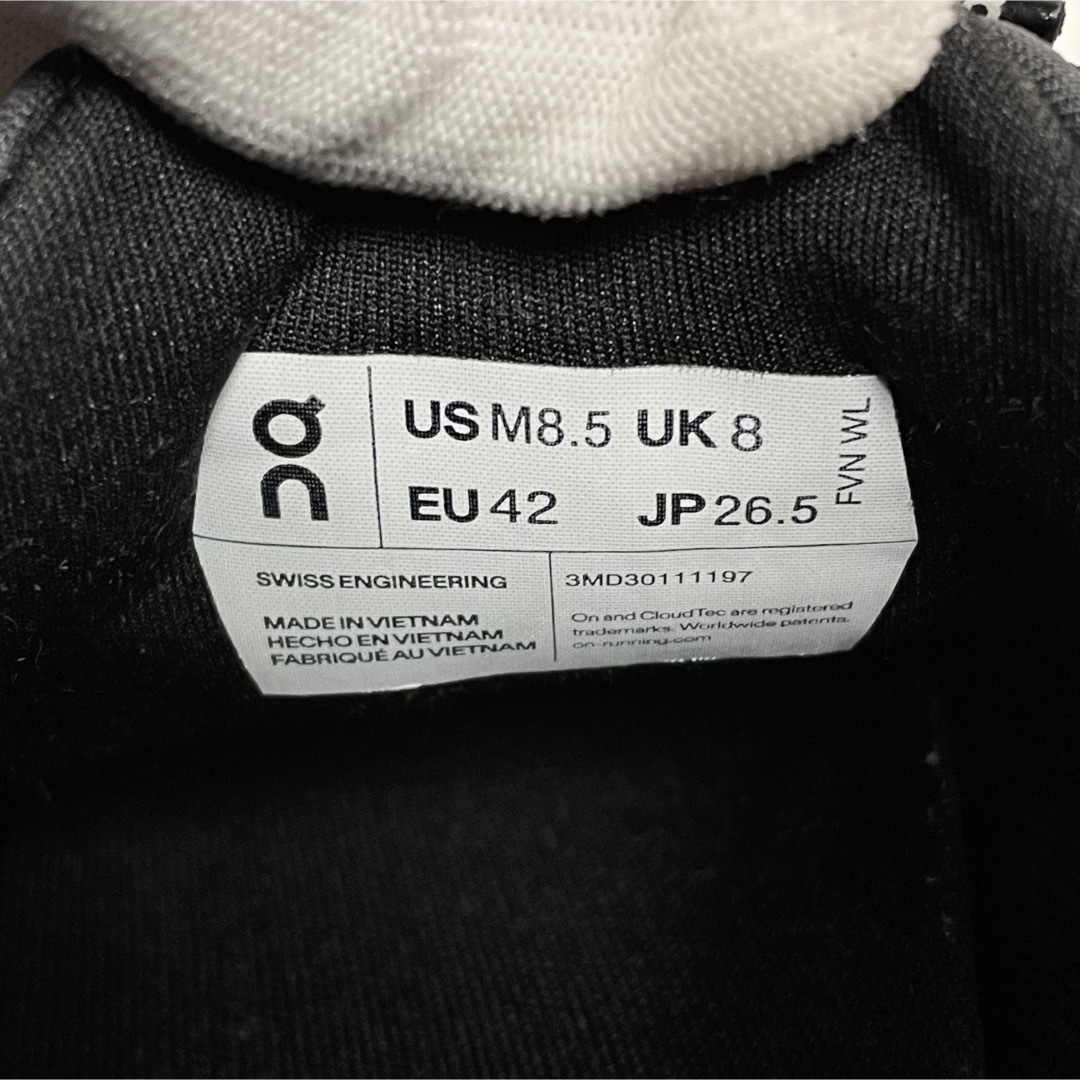 On
US M8.5 UK 8
EU 42 JP 26.5
FVN WL
SWISS ENGINEERING
MADE IN VIETNAM
HECHO EN VIETNAM
FABRIQUÉ AU VIETNAM
3MD30111197
On and CloudTec are registered
trademarks. Worldwide patents.
on-running.com